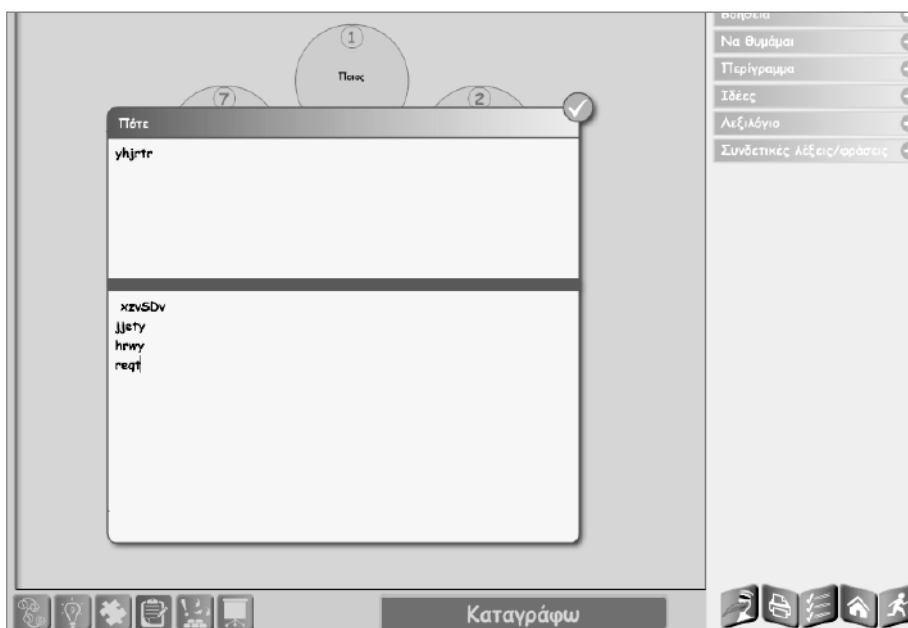 1
Ποιος
7
2
Πότε
yhjrtr
xzvSDv
jjety
hrwy
reqt
Βοήθεια
Να θυμάμαι
Περίγραμμα
Ιδέες
Λεξιλόγιο
Συνδετικές λέξεις/φράσεις
Καταγράφω